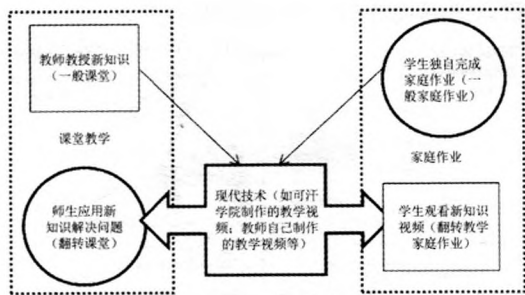 教师教授新知识
（一般课堂）
课堂教学
师生应用新
知识解决问题
（翻转课堂）
现代技术（如可汗
学院制作的教学视
频；教师自己制作
的教学视频等）
学生独自完成
家庭作业（一
般家庭作业）
家庭作业
学生观看新知识
视频（翻转教学
家庭作业）